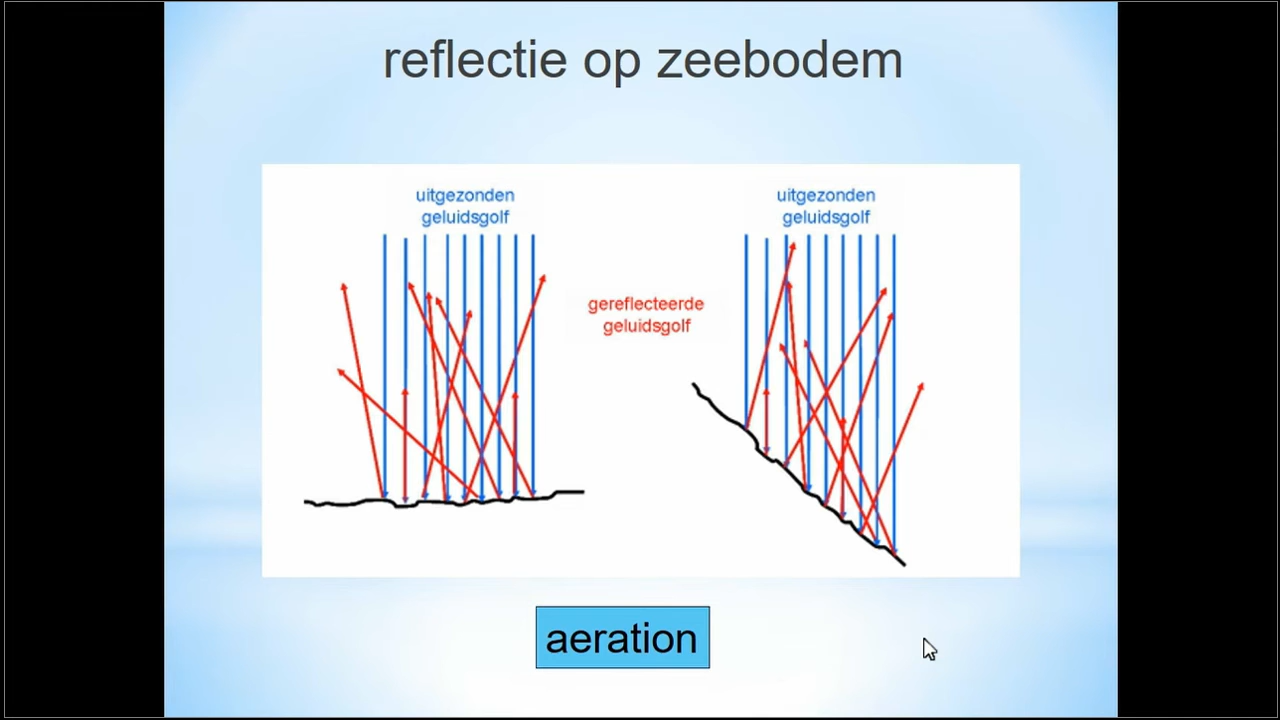 reflectie op zeebodem
uitgezonden
geluidsgolf
uitgezonden
geluidsgolf
gereflecteerde
geluidsgolf
aeration